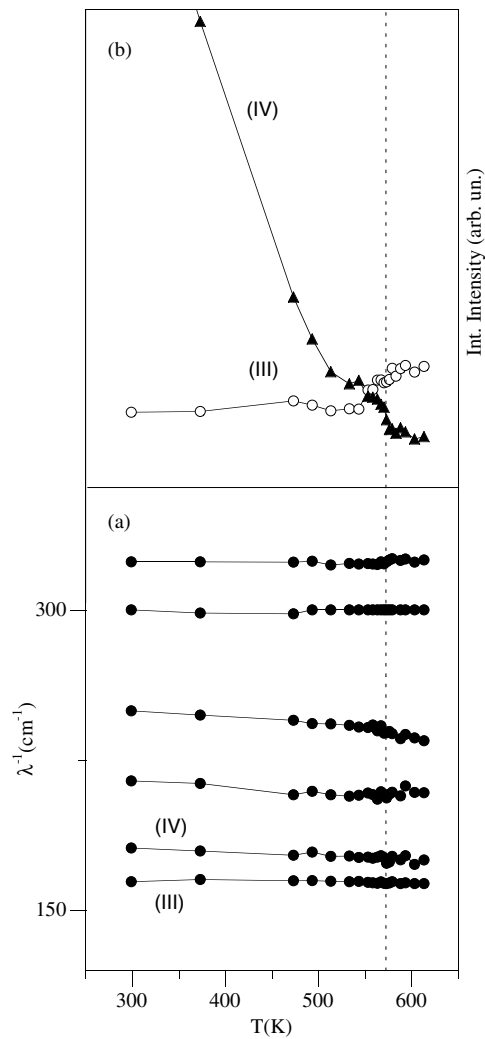 (b)
(IV)
Int. Intensity (arb. un.)
(III)
(a)
300
λ⁻¹(cm⁻¹)
(IV)
(III)
150
300 400 500 600
T(K)